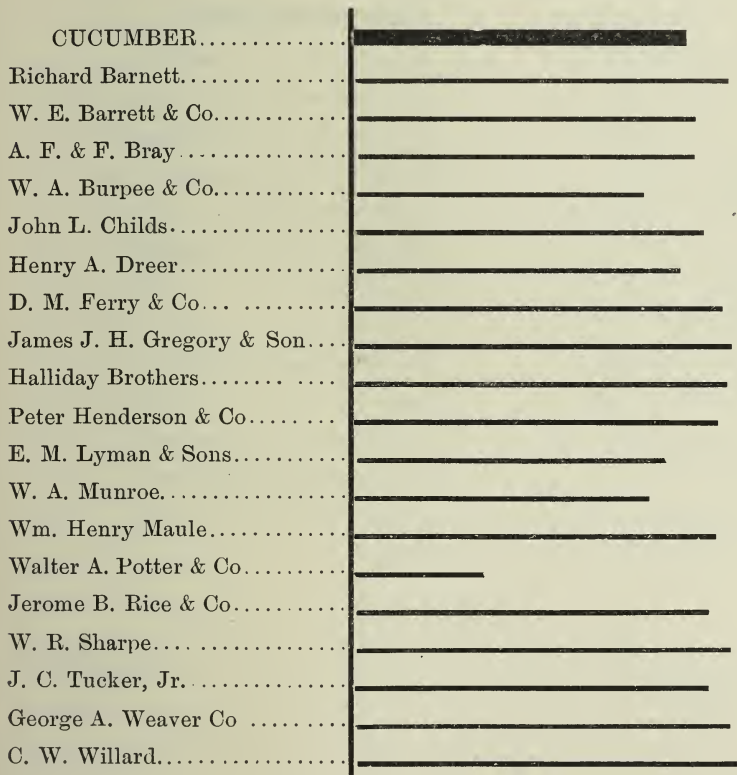 CUCUMBER....................
Richard Barnett........ ........
W. E. Barrett & Co..............
A. F. & F. Bray.................
W. A. Burpee & Co..............
John L. Childs..................
Henry A. Dreer.................
D. M. Ferry & Co... ..........
James J. H. Gregory & Son....
Halliday Brothers........ ....
Peter Henderson & Co........
E. M. Lyman & Sons...........
W. A. Munroe..................
Wm. Henry Maule.............
Walter A. Potter & Co..........
Jerome B. Rice & Co...........
W. R. Sharpe... ..............
J. C. Tucker, Jr. ..............
George A. Weaver Co .........
C. W. Willard..................